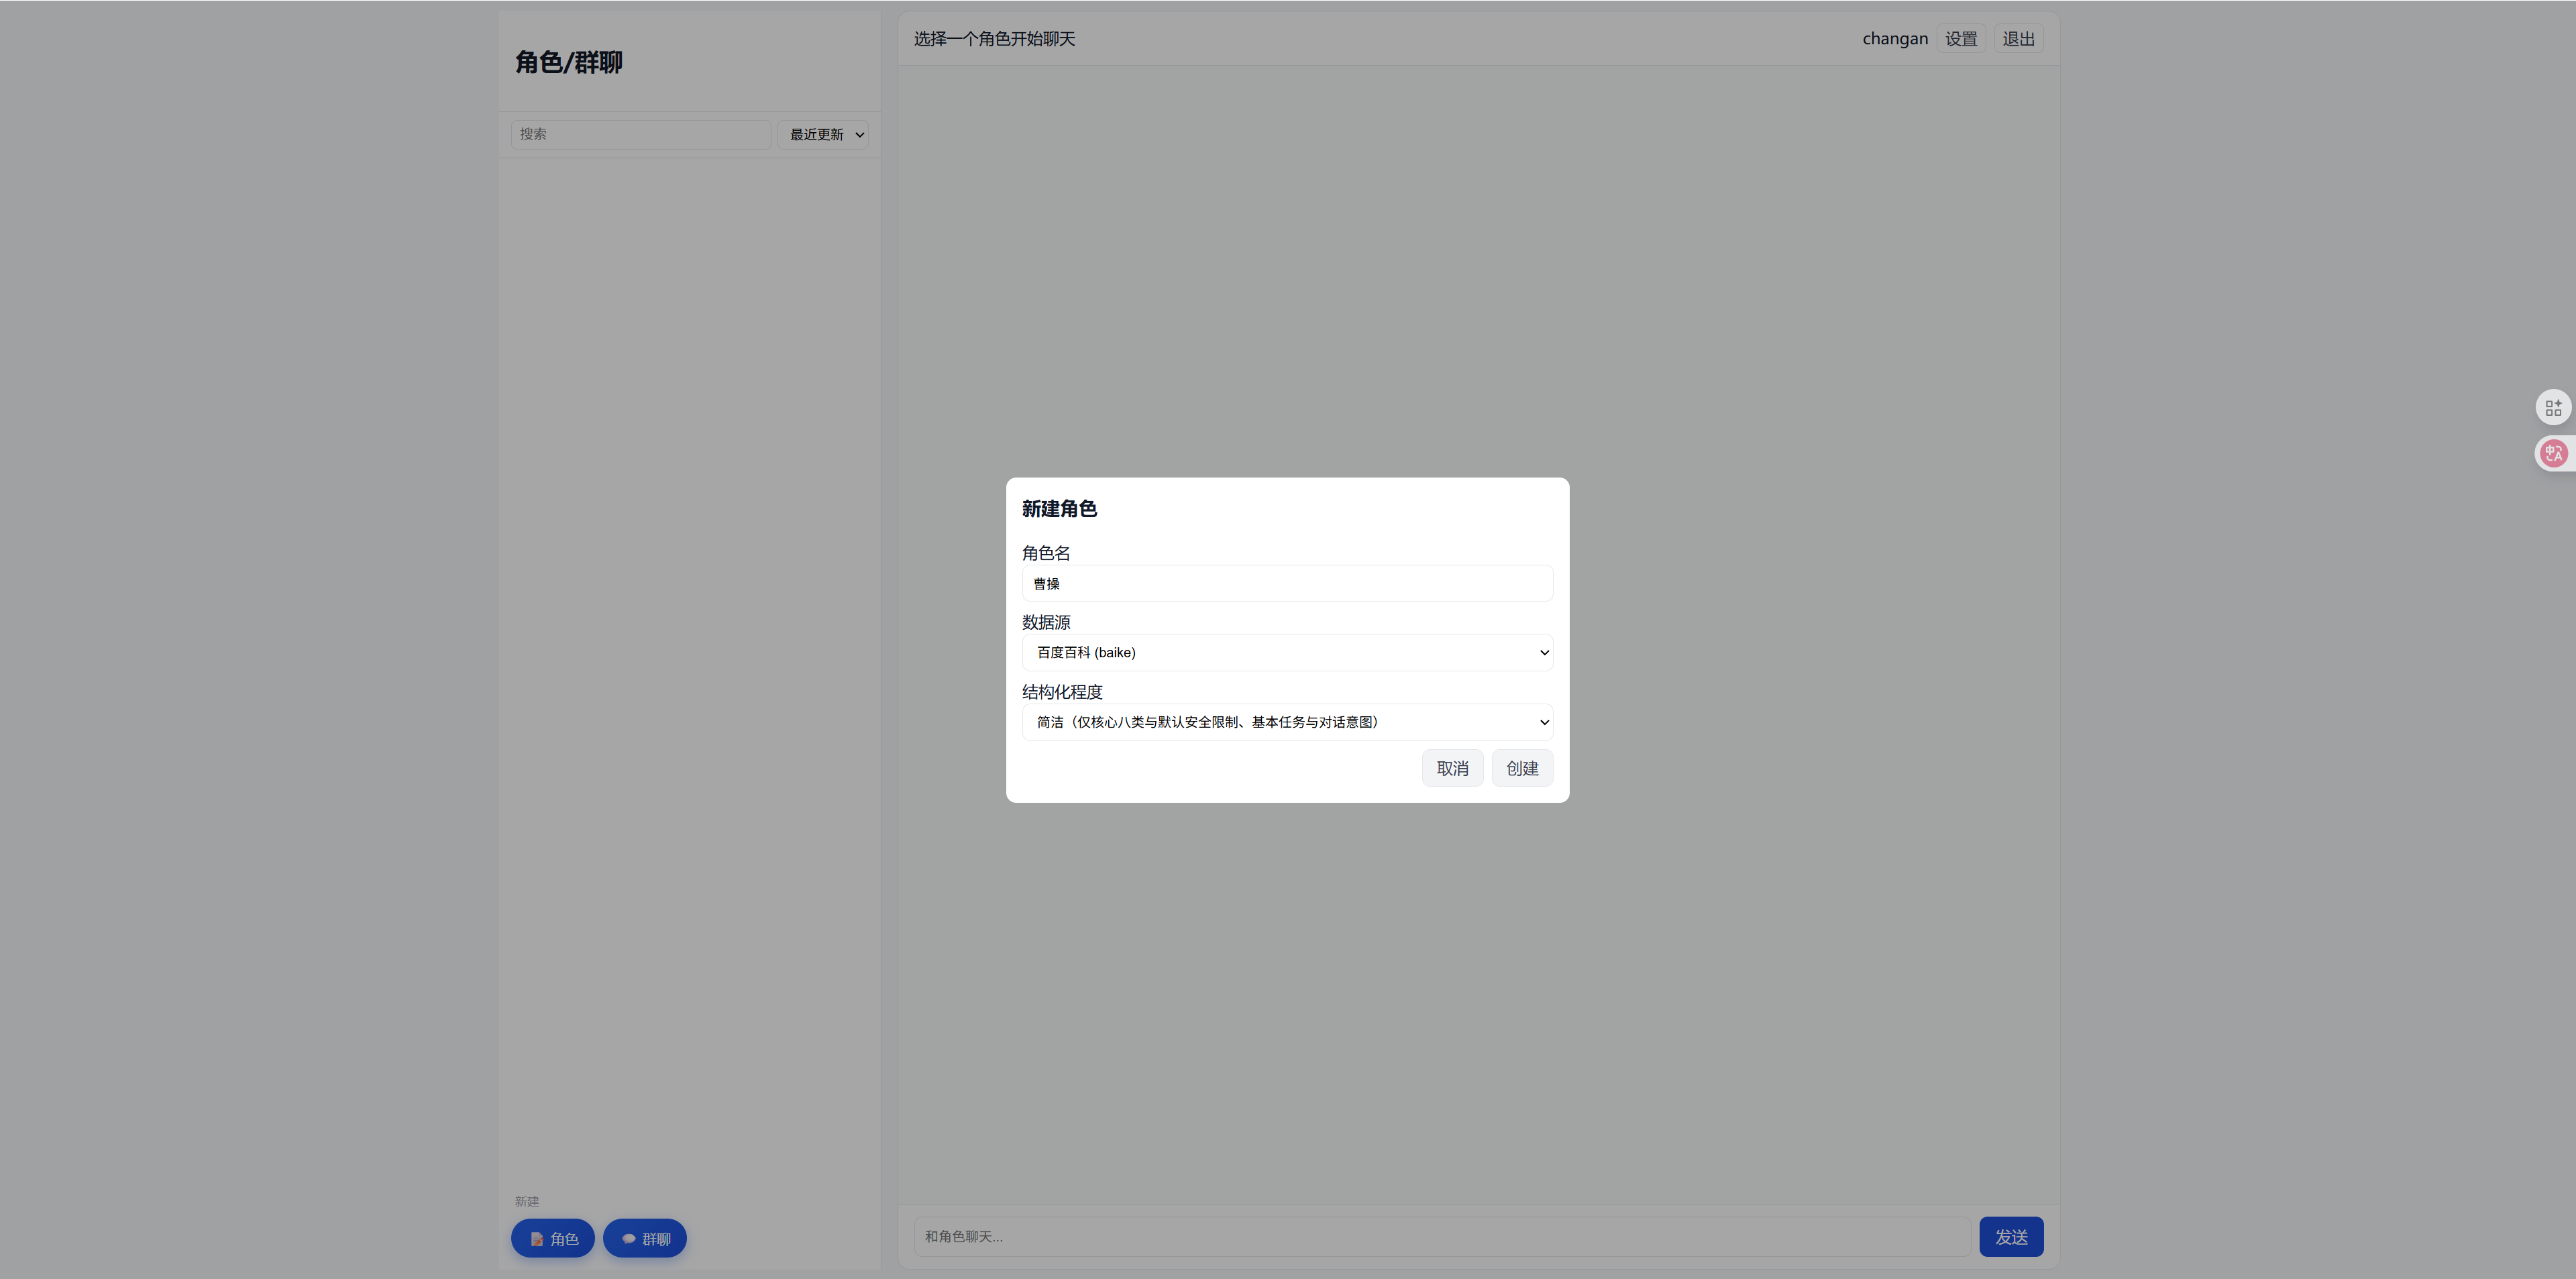 角色/群聊
搜索
最近更新
新建
角色
群聊
选择一个角色开始聊天
changan
设置
退出
新建角色
角色名
曹操
数据源
百度百科 (baike)
结构化程度
简洁（仅核心八类与默认安全限制、基本任务与对话意图）
取消
创建
和角色聊天...
发送